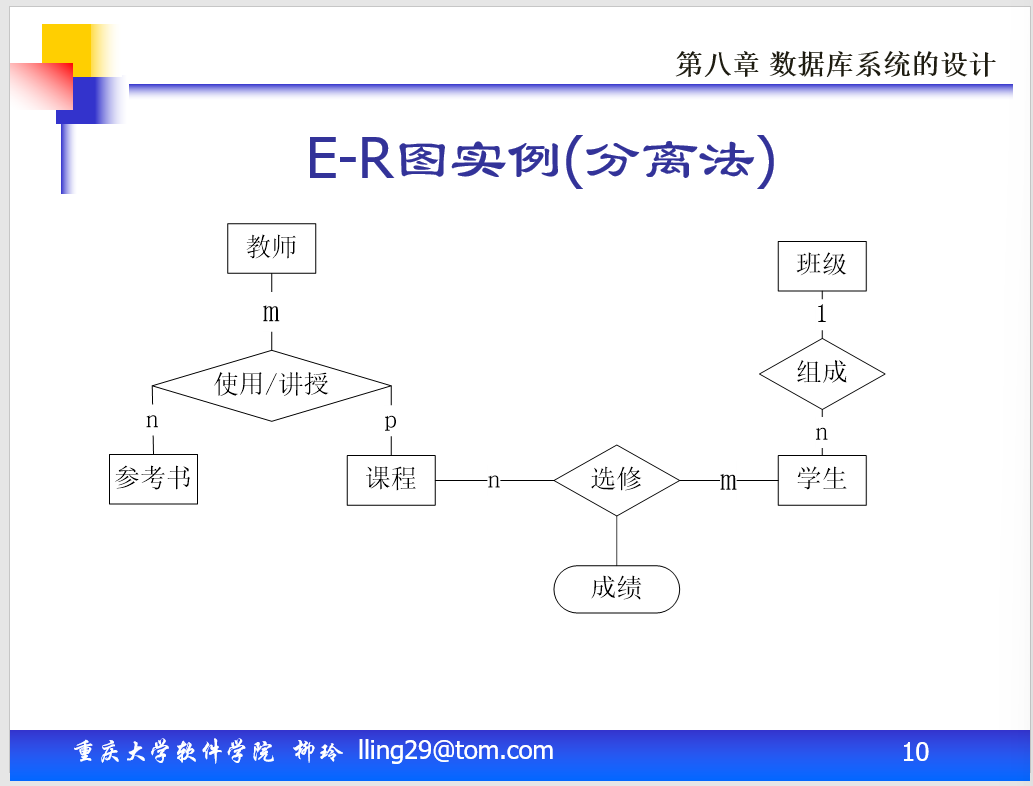 第八章 数据库系统的设计
E-R图实例(分离法)
教师
班级
m
1
使用/讲授
组成
n
p
n
参考书
课程
n
选修
m
学生
成绩
重庆大学软件学院 柳玲 lling29@tom.com
10